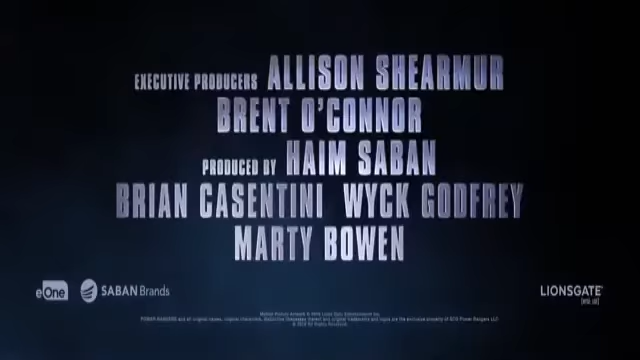 EXECUTIVE PRODUCERS ALLISON SHEARMUR
BRENT O'CONNOR
PRODUCED BY HAIM SABAN
BRIAN CASENTINI WYCK GODFREY
MARTY BOWEN
eOne SABAN Brands
LIONSGATE